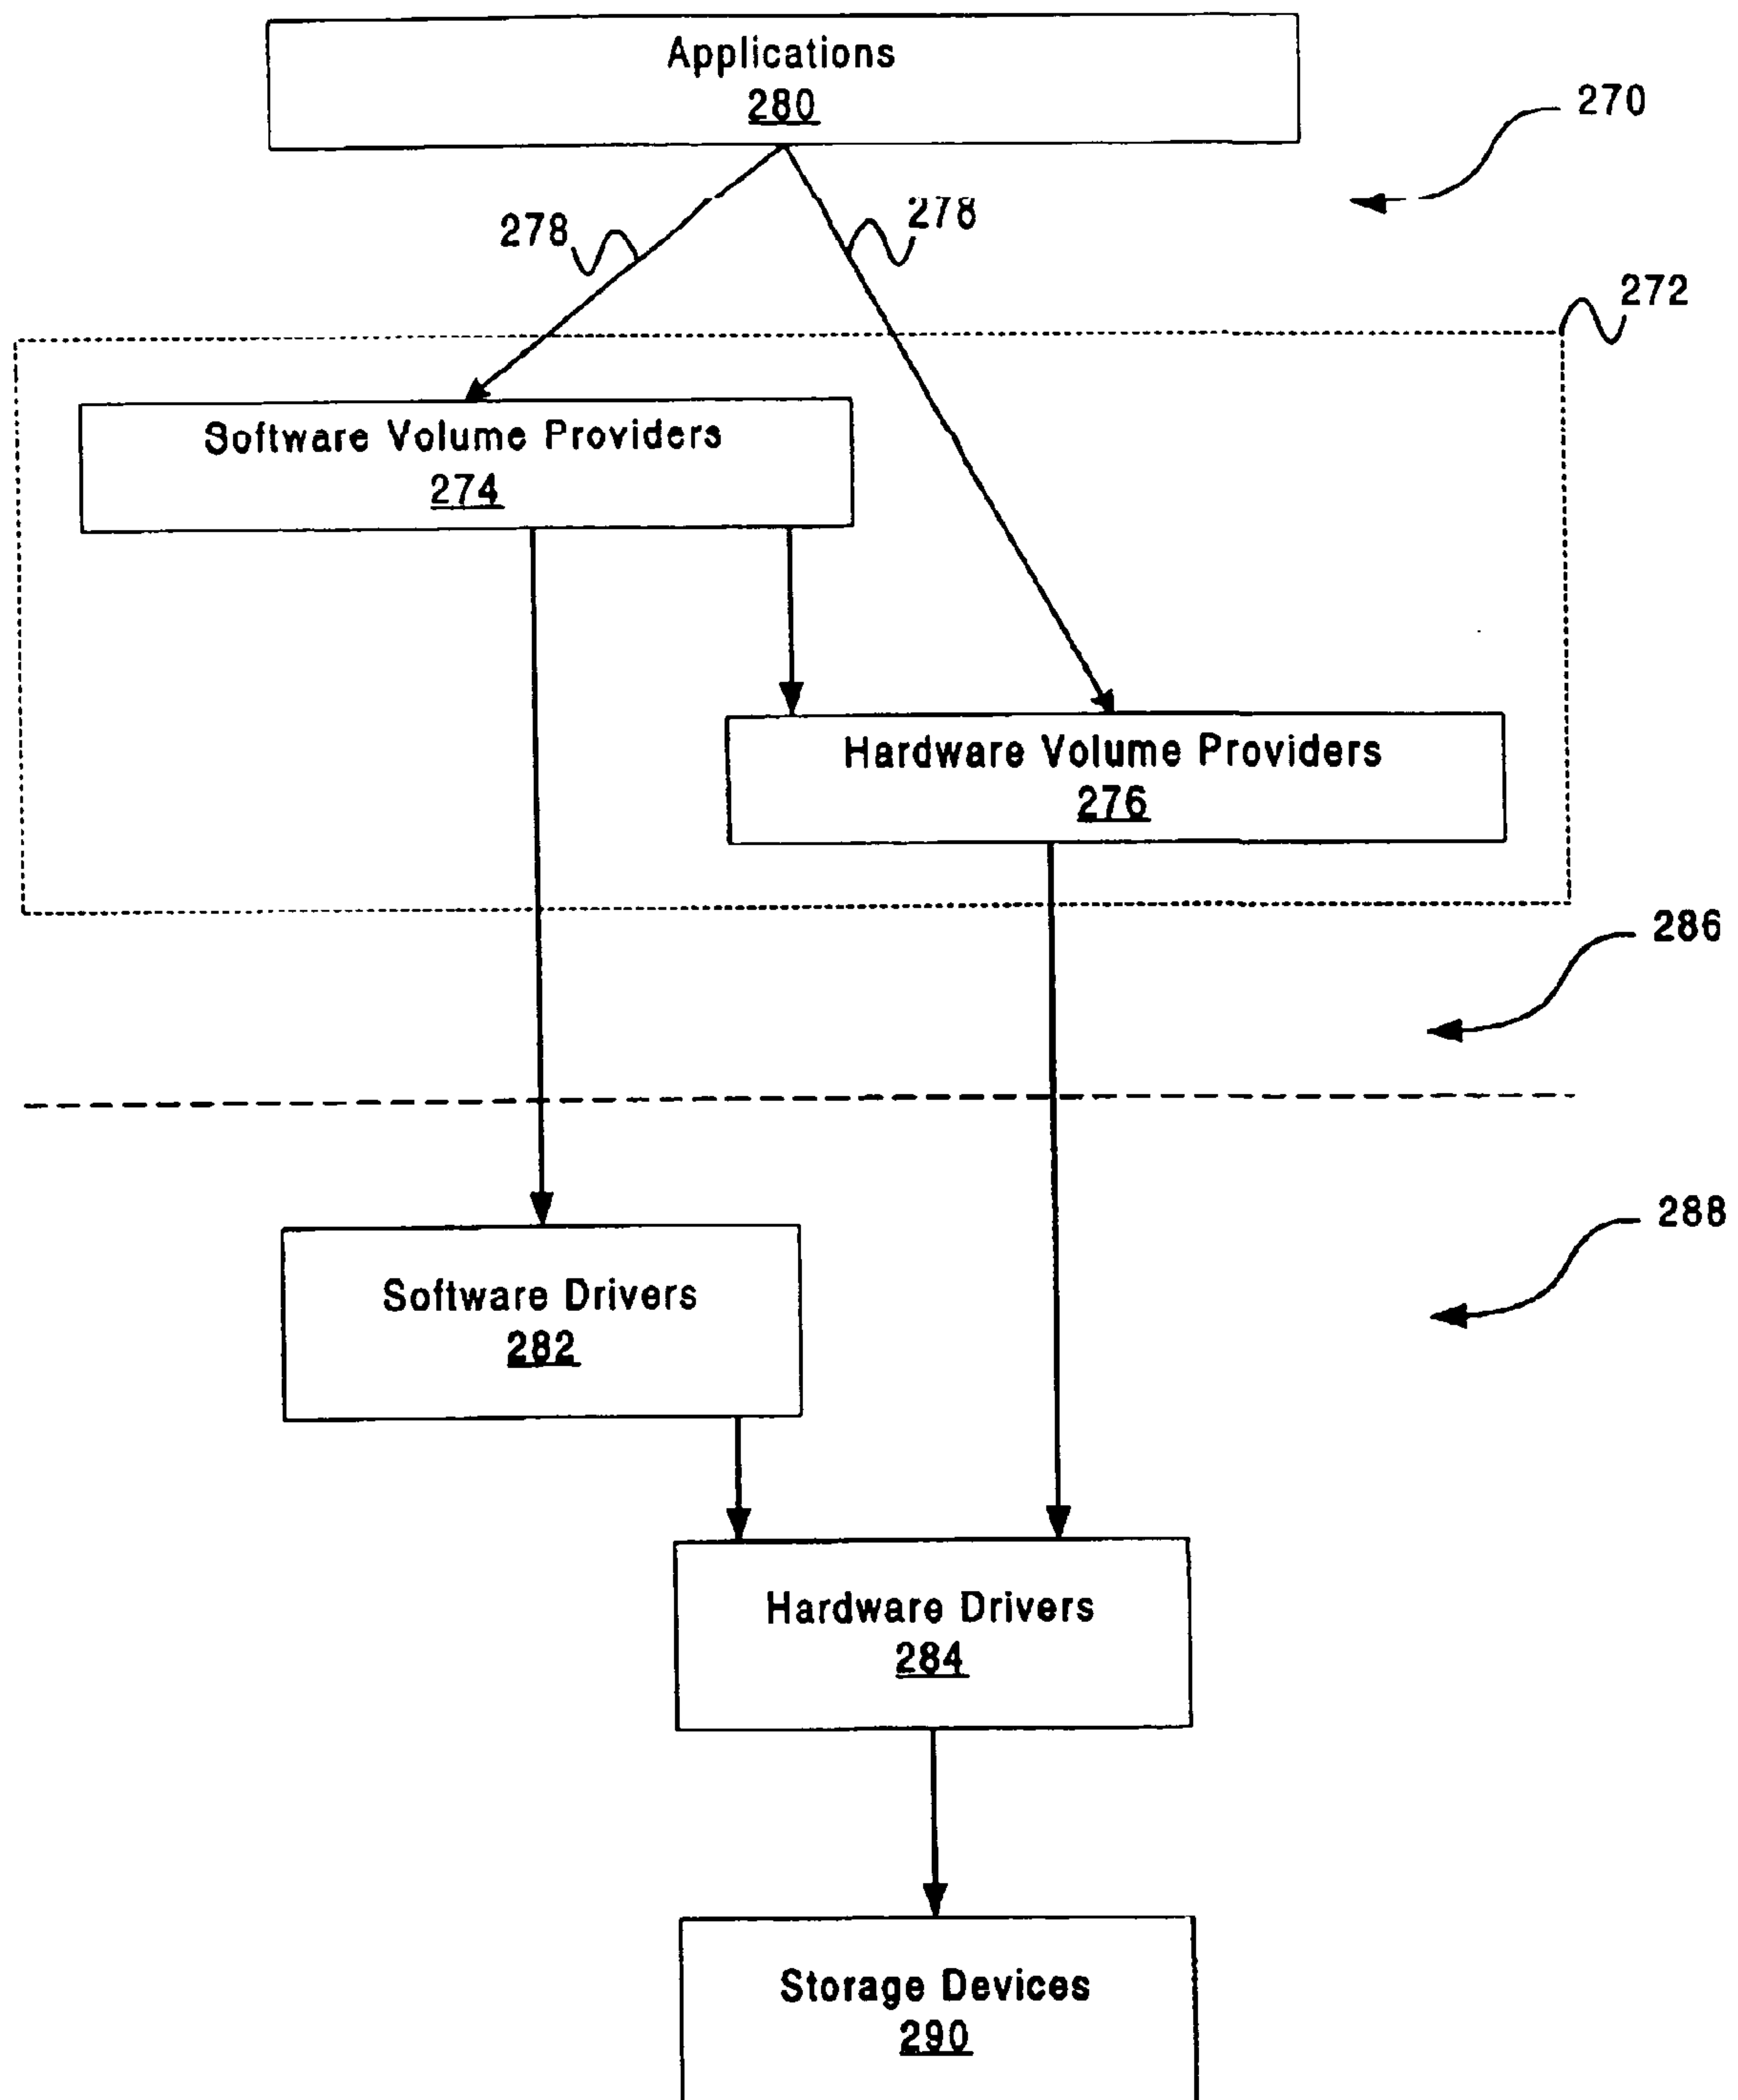 Applications
280
270
278
278
272
Software Volume Providers
274
Hardware Volume Providers
276
286
288
Software Drivers
282
Hardware Drivers
284
Storage Devices
290